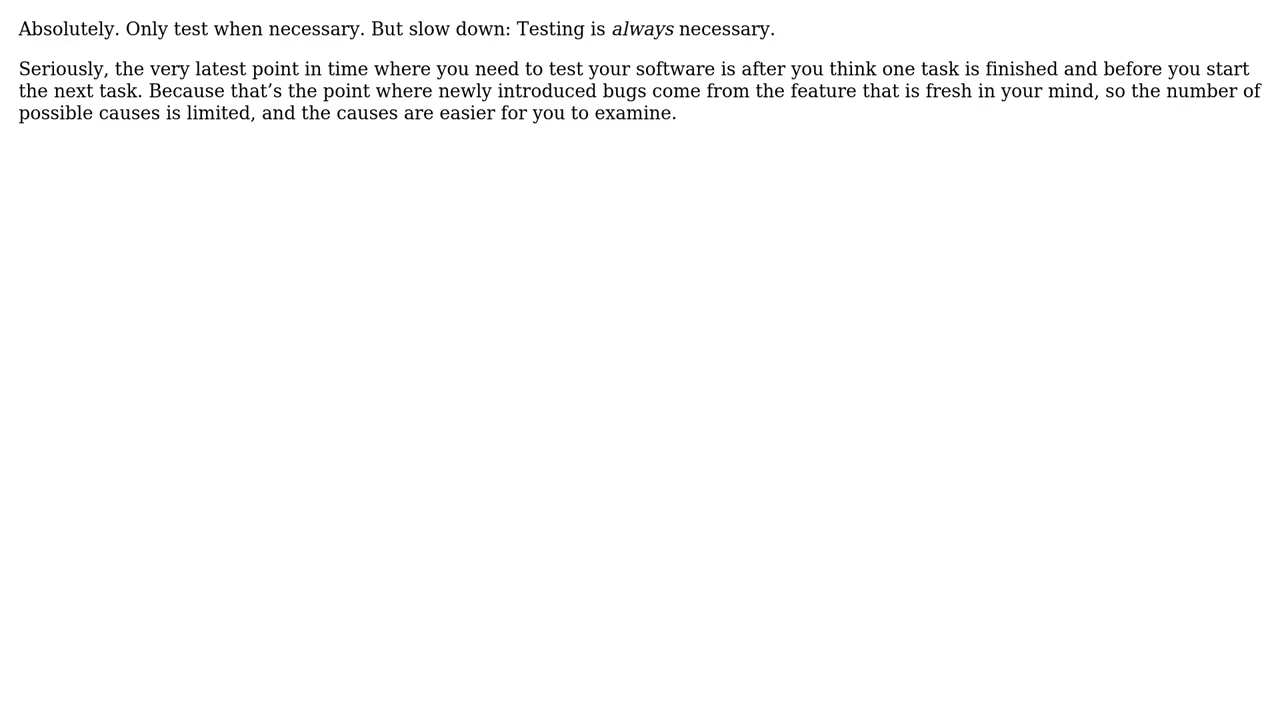 Absolutely. Only test when necessary. But slow down: Testing is always necessary.
Seriously, the very latest point in time where you need to test your software is after you think one task is finished and before you start
the next task. Because that’s the point where newly introduced bugs come from the feature that is fresh in your mind, so the number of
possible causes is limited, and the causes are easier for you to examine.